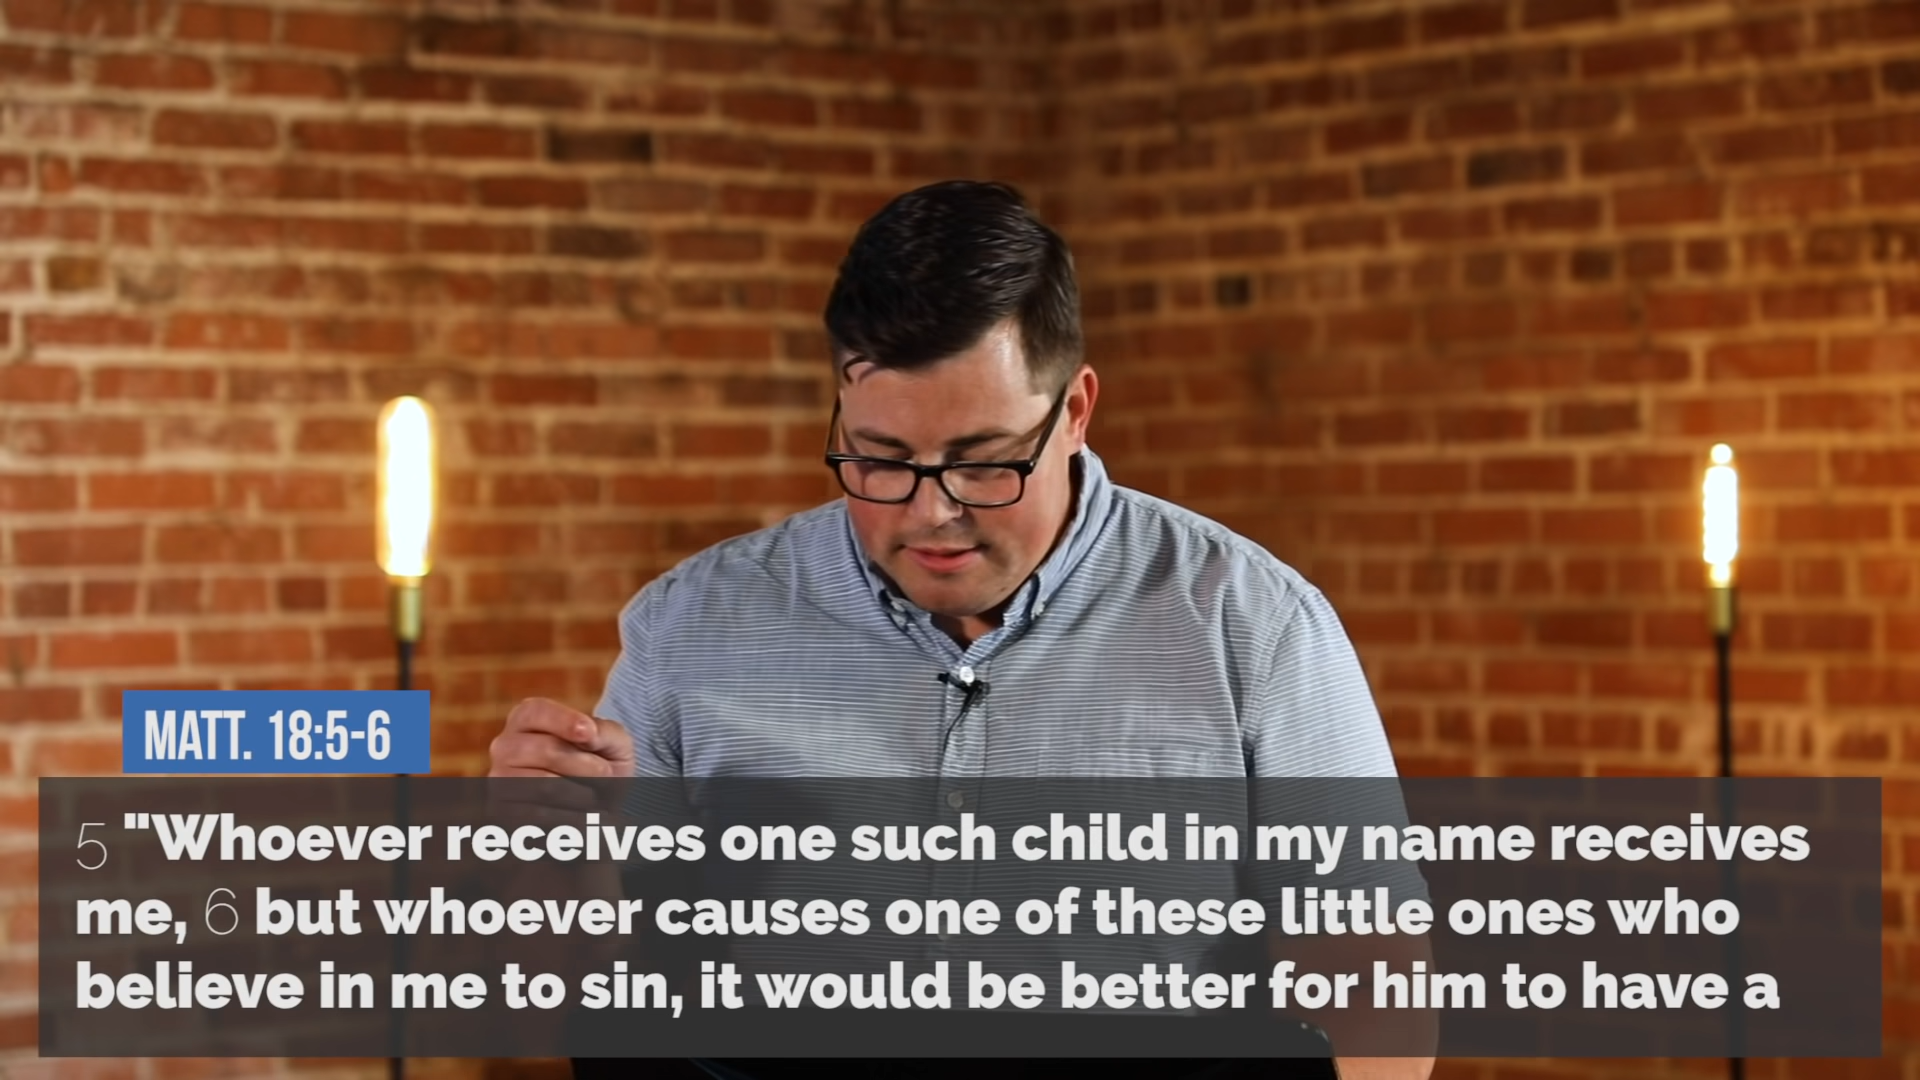 MATT. 18:5-6
5 "Whoever receives one such child in my name receives
me, 6 but whoever causes one of these little ones who
believe in me to sin, it would be better for him to have a